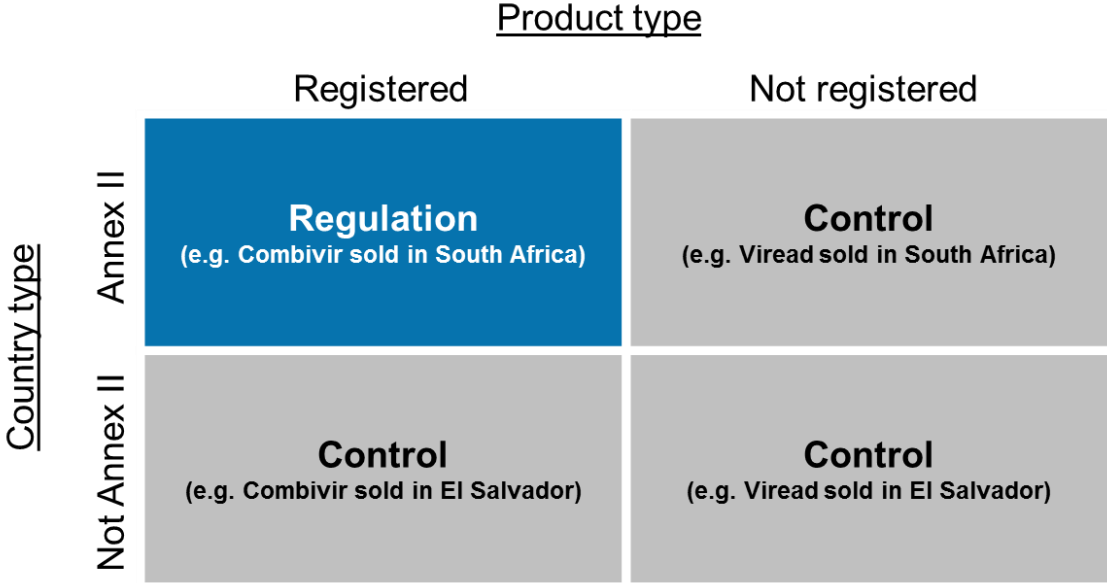 Product type
Registered
Not registered
Country type
Annex II
Regulation
(e.g. Combivir sold in South Africa)
Control
(e.g. Viread sold in South Africa)
Not Annex II
Control
(e.g. Combivir sold in El Salvador)
Control
(e.g. Viread sold in El Salvador)